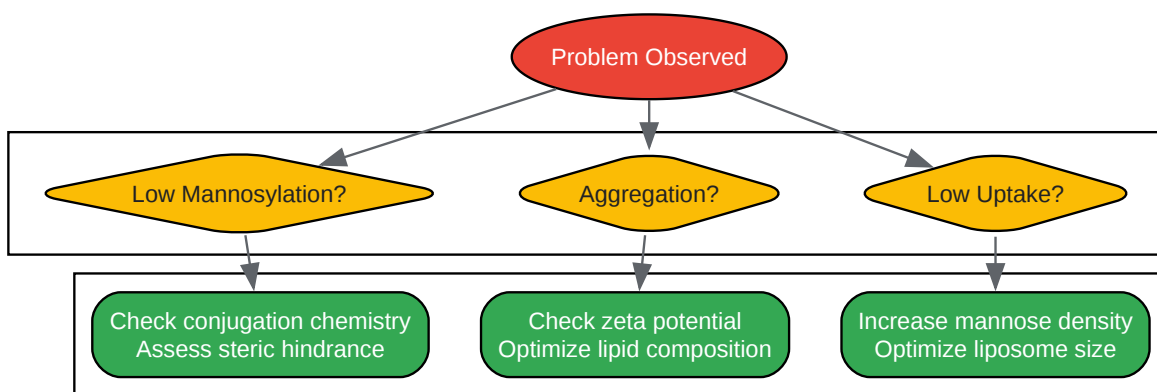 Problem Observed
Low Mannosylation?
Aggregation?
Low Uptake?
Check conjugation chemistry
Assess steric hindrance
Check zeta potential
Optimize lipid composition
Increase mannose density
Optimize liposome size